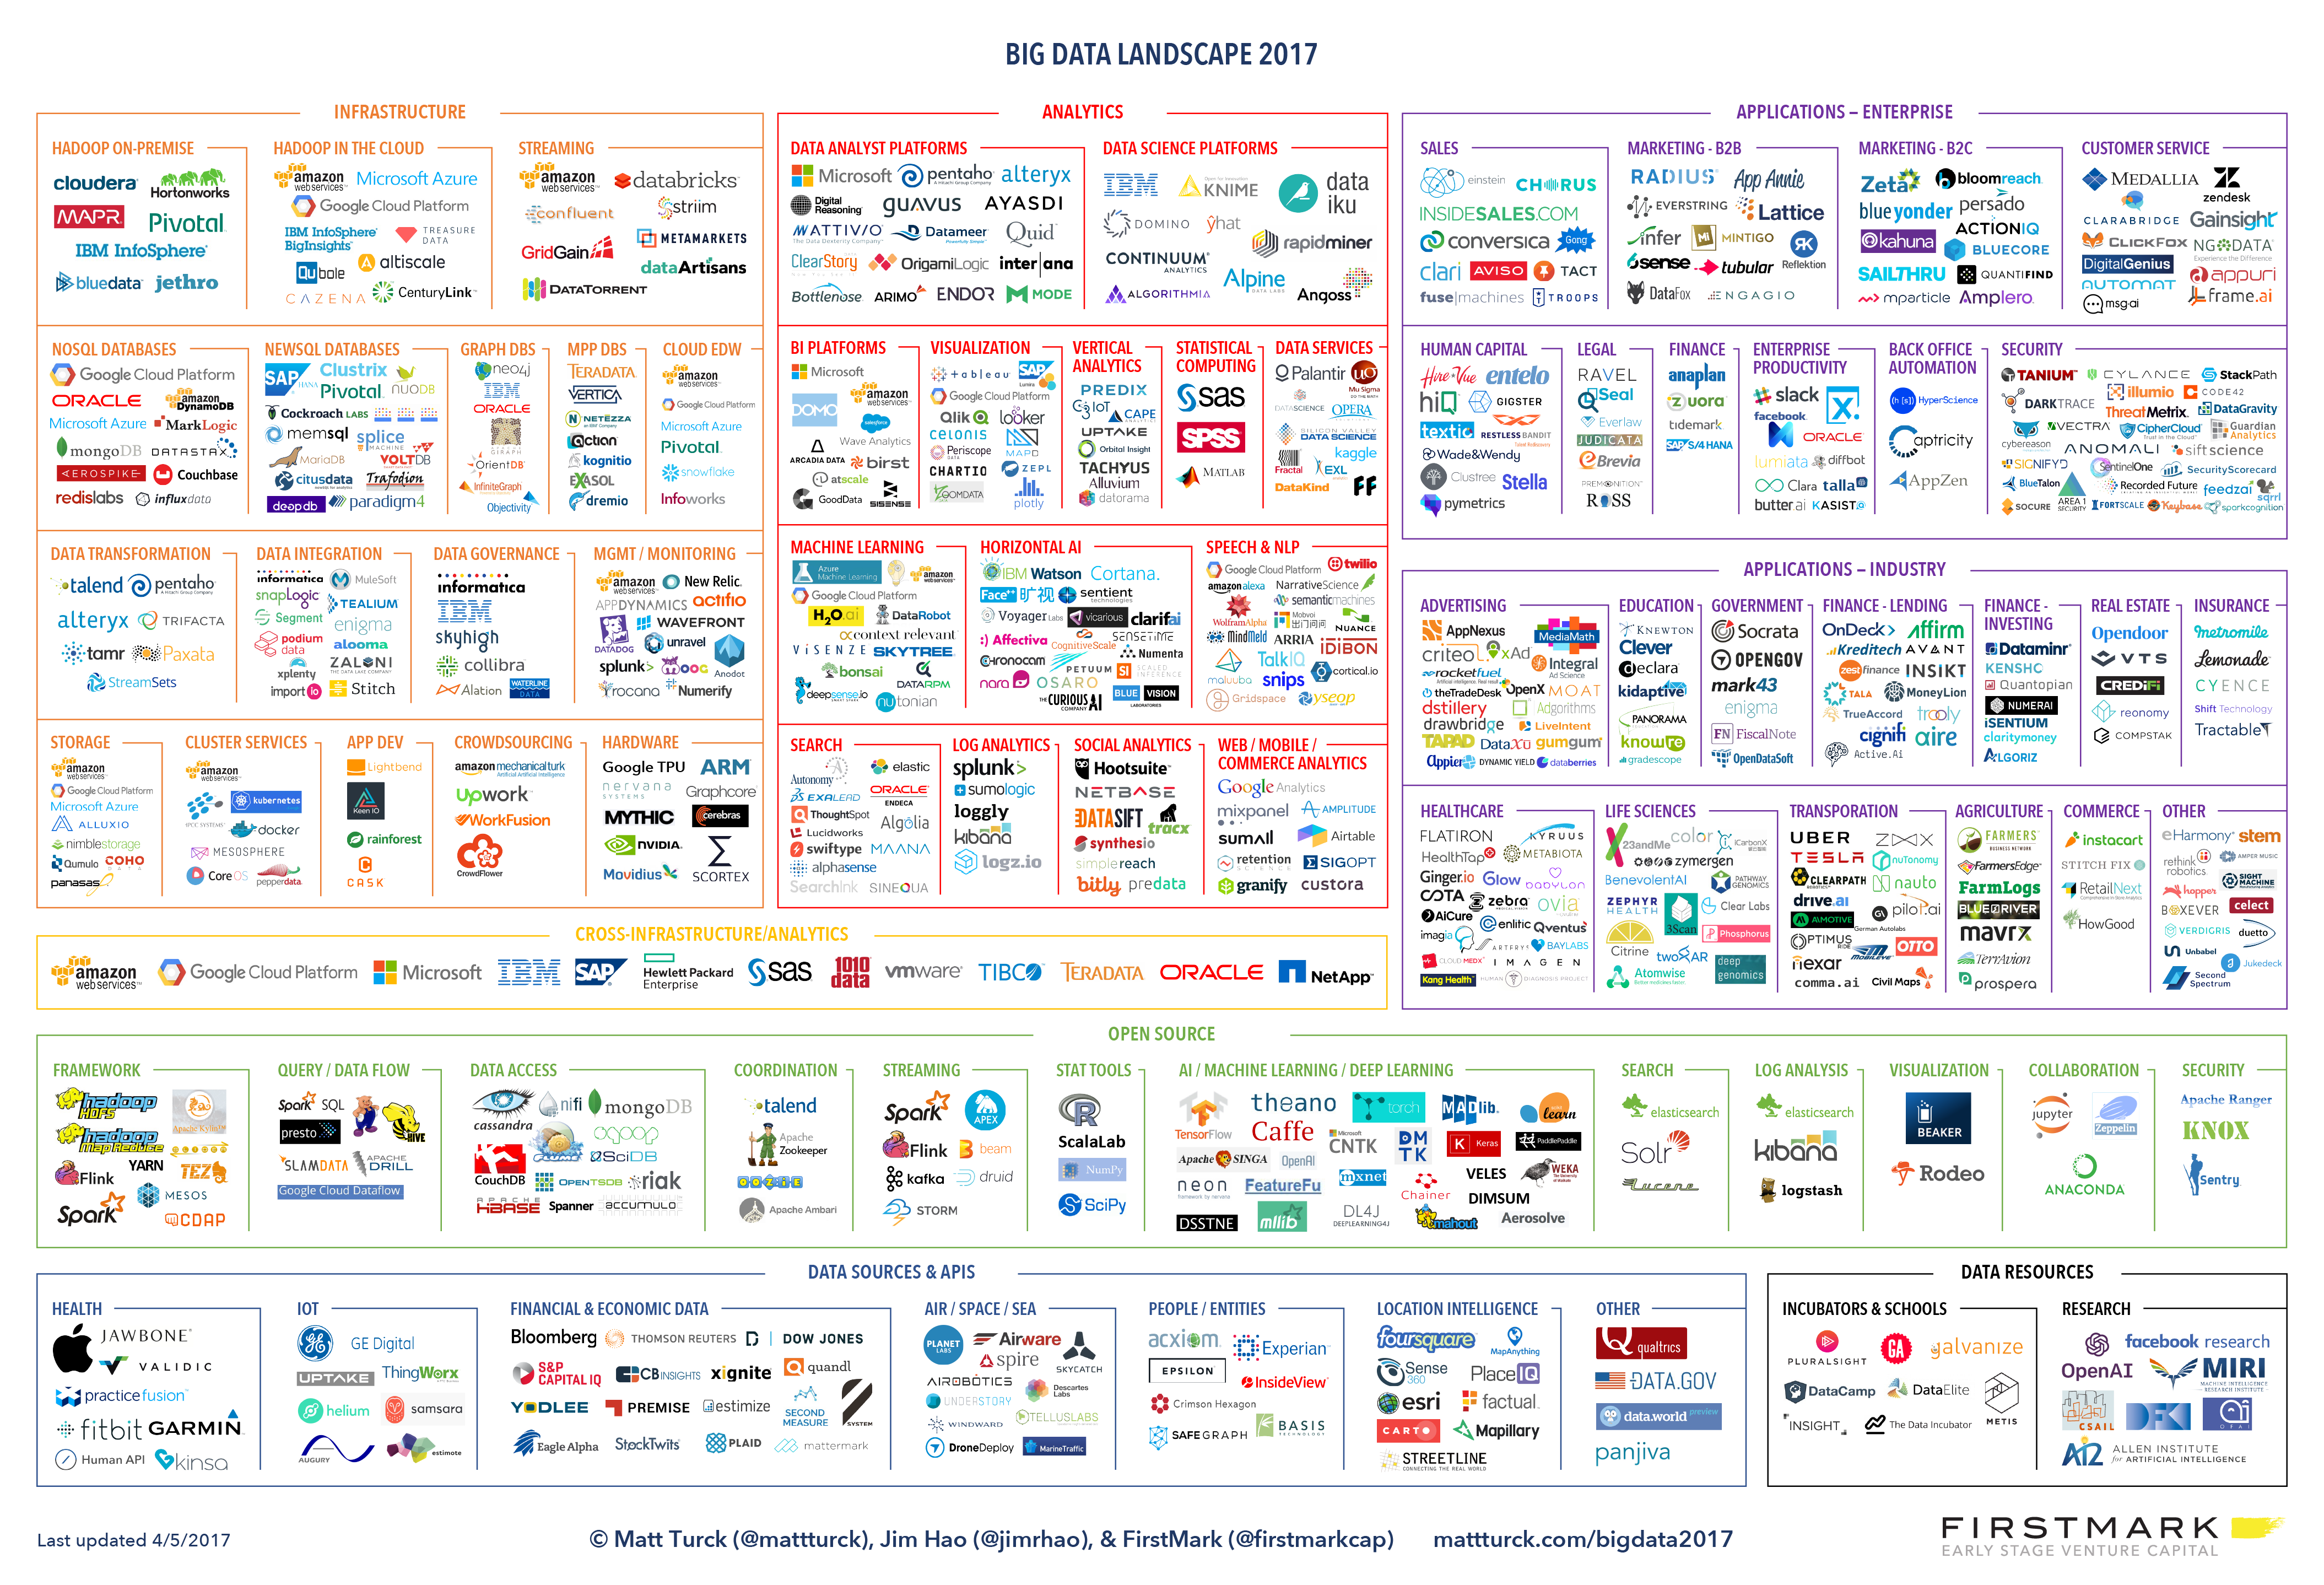 BIG DATA LANDSCAPE 2017
INFRASTRUCTURE
HADOOP ON-PREMISE
cloudera
Hortonworks
MAPR
Pivotal
IBM InfoSphere
bluedata
jethro
HADOOP IN THE CLOUD
amazon web services
Microsoft Azure
Google Cloud Platform
IBM InfoSphere BigInsights
TREASURE DATA
Qubole
altiscale
CAZENA
CenturyLink
STREAMING
amazon web services
databricks
confluent
striim
GridGain
METAMARKETS
dataArtisans
DATATORRENT
NOSQL DATABASES
Google Cloud Platform
ORACLE
amazon DynamoDB
Microsoft Azure
MarkLogic
mongoDB
DATASTAX
AEROSPIKE
Couchbase
redislabs
influxdata
NEWSQL DATABASES
SAP HANA
Clustrix
Pivotal
NUODB
Cockroach LABS
memsql
splice MACHINE
MariaDB
VOLTDB
citusdata
Trafodion
deepdb
paradigm4
GRAPH DBS
neo4j
IBM
ORACLE
GIRAPH
OrientDB
InfiniteGraph
Objectivity
MPP DBS
TERADATA
VERTICA
NETEZZA
Actian
kognitio
EXASOL
dremio
CLOUD EDW
amazon web services
Google Cloud Platform
Microsoft Azure
Pivotal
snowflake
Infoworks
DATA TRANSFORMATION
talend
pentaho
alteryx
TRIFACTA
tamr
Paxata
StreamSets
DATA INTEGRATION
informatica
MuleSoft
snapLogic
TEALIUM
Segment
enigma
podium data
alooma
xplenty
ZALONI
import io
Stitch
DATA GOVERNANCE
informatica
IBM
skyhigh
collibra
Alation
WATERLINE DATA
MGMT / MONITORING
amazon web services
New Relic
APPDYNAMICS
actifio
DATADOG
WAVEFRONT
unravel
splunk>
OOG
Anodot
rocana
Numerify
STORAGE
amazon web services
Google Cloud Platform
Microsoft Azure
ALLUXIO
nimblestorage
Qumulo
COHO DATA
panasas
CLUSTER SERVICES
amazon web services
HPCC SYSTEMS
kubernetes
docker
MESOSPHERE
CoreOS
pepperdata
APP DEV
Lightbend
Keen IO
rainforest
CASK
CROWDSOURCING
amazon mechanical turk
Artificial Artificial Intelligence
Upwork
WorkFusion
CrowdFlower
HARDWARE
Google TPU
ARM
nervana SYSTEMS
Graphcore
MYTHIC
cerebras
NVIDIA
Movidius
SCORTEX
ANALYTICS
DATA ANALYST PLATFORMS
Microsoft
pentaho
alteryx
Digital Reasoning
guavus
AYASDI
MATTIVIO
The Data Dexterity Company
Datameer
Quid
ClearStory
OrigamiLogic
inter|ana
Bottlenose
ARIMO
ENDOR
MODE
DATA SCIENCE PLATFORMS
IBM
KNIME
data iku
DOMINO
yhat
rapidminer
CONTINUUM ANALYTICS
Alpine DATA LABS
ALGORITHMIA
Angoss
BI PLATFORMS
Microsoft
DOMO
amazon web services
salesforce
Wave Analytics
ARCADIA DATA
birst
atscale
GoodData
SISENSE
VISUALIZATION
+tableau
SAP Lumira
Google Cloud Platform
Qlik
looker
celonis
Periscope DATA
MAPD
CHARTIO
ZEPL
ZOOMDATA
plotly
VERTICAL ANALYTICS
PREDIX
C3 IoT
CAPE ANALYTICS
UPTAKE
Orbital Insight
TACHYUS
Alluvium
datorama
STATISTICAL COMPUTING
sas
SPSS
MATLAB
DATA SERVICES
Palantir
Mu Sigma
DATASCIENCE
OPERA
SILICON VALLEY DATA SCIENCE
kaggle
Fractal
EXL
DataKind
FF
MACHINE LEARNING
Azure Machine Learning
amazon web services
Google Cloud Platform
H2O.ai
DataRobot
context relevant
ViSENZE
SKYTREE
bonsai
DATARPM
deepsense.io
nutonian
HORIZONTAL AI
IBM Watson
Cortana.
Face++ 旷视
sentient technologies
Voyager Labs
vicarious
clarifai
:) Affectiva
CognitiveScale
SENSETIME
Numenta
CHRONOCAM
PETUUM
SCALED INFERENCE
nara
OSARO
THE CURIOUS AI COMPANY
BLUE VISION LABORATORIES
SPEECH & NLP
Google Cloud Platform
twilio
amazon alexa
NarrativeScience
WolframAlpha
semanticmachines
Mobvoi 出门问问
NUANCE
MindMeld
ARRIA
IDIBON
maluuba
TalkIQ
cortical.io
snips
Gridspace
yseop
SEARCH
Autonomy
elastic
EXALEAD
ORACLE ENDECA
ThoughtSpot
Algolia
Lucidworks
swiftype
MAANA
alphasense
SearchInk
SINEQUA
LOG ANALYTICS
splunk>
sumologic
loggly
kibana
logz.io
SOCIAL ANALYTICS
Hootsuite
NETBASE
DATASIFT
tracx
synthesio
simplereach
bitly
predata
WEB / MOBILE / COMMERCE ANALYTICS
Google Analytics
mixpanel
AMPLITUDE
sumAll
Airtable
retention SCIENCE
SIGOPT
granify
custora
CROSS-INFRASTRUCTURE/ANALYTICS
amazon web services
Google Cloud Platform
Microsoft
IBM
SAP
Hewlett Packard Enterprise
sas
1010 data
vmware
TIBCO
TERADATA
ORACLE
NetApp
APPLICATIONS – ENTERPRISE
SALES
einstein
CHORUS
INSIDESALES.COM
conversica
Gong
clari
AVISO
TACT
fuse|machines
TROOPS
MARKETING - B2B
RADIUS
App Annie
EVERSTRING
Lattice
infer
MINTIGO
6sense
tubular
Reflektion
DataFox
ENGAGIO
MARKETING - B2C
Zeta
bloomreach
blue yonder
persado
ACTIONIQ
kahuna
BLUECORE
SAILTHRU
QUANTIFIND
mparticle
Amplero
CUSTOMER SERVICE
MEDALLIA
zendesk
CLARABRIDGE
Gainsight
CLICKFOX
NGDATA
DigitalGenius
appuri
AUTOMAT
msg.ai
frame.ai
HUMAN CAPITAL
HireVue
entelo
hiQ
GIGSTER
textio
RESTLESS BANDIT
Wade&Wendy
Clustree
Stella
pymetrics
LEGAL
RAVEL
Seal
Everlaw
JUDICATA
eBrevia
PREMONITION
ROSS
FINANCE
anaplan
zuora
tidemark
SAP S/4HANA
ENTERPRISE PRODUCTIVITY
slack
facebook
ORACLE
lumiata
diffbot
Clara
talla
butter.ai
KASIST
BACK OFFICE AUTOMATION
HyperScience
Captricity
AppZen
SECURITY
TANIUM
CYLANCE
StackPath
illumio
CODE42
DARKTRACE
ThreatMetrix
DataGravity
cybereason
VECTRA
CipherCloud
Guardian Analytics
ANOMALI
siftscience
SIGNIFYD
SentinelOne
SecurityScorecard
BlueTalon
AREA 1 SECURITY
Recorded Future
feedzai
sqrrl
SOCURE
FORTSCALE
Keybase
sparkcognition
APPLICATIONS – INDUSTRY
ADVERTISING
AppNexus
MediaMath
criteo
xAd
Integral Ad Science
rocketfuel
theTradeDesk
OpenX
MOAT
dstillery
Adgorithms
drawbridge
LiveIntent
TAPAD
DataXu
gumgum
Appier
DYNAMIC YIELD
databerries
EDUCATION
KNEWTON
Clever
declara
kidaptive
PANORAMA
knowre
gradescope
GOVERNMENT
Socrata
OPENGOV
mark43
enigma
FN FiscalNote
OpenDataSoft
FINANCE - LENDING
OnDeck>
affirm
Kreditech
AVANT
zestfinance
INSIKT
TALA
MoneyLion
TrueAccord
trooly
cignifi
aire
Active.Ai
FINANCE - INVESTING
Dataminr
KENSHO
Quantopian
NUMERAI
iSENTIUM
claritymoney
ALGORIZ
REAL ESTATE
Opendoor
VTS
CREDiFi
reonomy
COMPSTAK
INSURANCE
metromile
Lemonade
CYENCE
Shift Technology
Tractable
HEALTHCARE
FLATIRON
KYRUUS
HealthTap
METABIOTA
Ginger.io
Glow
babylon
COTA
zebra
ovia
AiCure
enlitic
Qventus
imagia
ARTERYS
BAYLABS
CLOUD MEDX
IMAGEN
Kang Health
HUMAN DIAGNOSIS PROJECT
LIFE SCIENCES
23andMe
color
iCarbonX
zymergen
BenevolentAI
PATHWAY GENOMICS
ZEPHYR HEALTH
3Scan
Clear Labs
Phosphorus
Citrine
twoXAR
deep genomics
Atomwise
TRANSPORATION
UBER
ZOOX
TESLA
nuTonomy
CLEARPATH
nauto
drive.ai
AIMOTIVE
German Autolabs
pilot.ai
OPTIMUS RIDE
MOBILEYE
OTTO
nexar
comma.ai
Civil Maps
AGRICULTURE
FARMERS BUSINESS NETWORK
FarmersEdge
FarmLogs
BLUE RIVER
mavrx
TerrAvion
prospera
COMMERCE
instacart
STITCH FIX
RetailNext
HowGood
OTHER
eHarmony
stem
rethink robotics
AMPER MUSIC
hopper
SIGHT MACHINE
BOXEVER
celect
VERDIGRIS
duetto
Unbabel
Jukedeck
Second Spectrum
OPEN SOURCE
FRAMEWORK
hadoop HDFS
Apache Kylin
hadoop MapReduce
Flink
YARN
TEZ
MESOS
Spark
CDAP
QUERY / DATA FLOW
Spark SQL
presto
HIVE
SLAMDATA
APACHE DRILL
Google Cloud Dataflow
DATA ACCESS
cassandra
nifi
mongoDB
CouchDB
FLUME
sqoop
SciDB
OPENTSDB
riak
APACHE HBASE
Spanner
accumulo
COORDINATION
talend
Apache Zookeeper
OOZIE
Apache Ambari
STREAMING
Spark
APEX
Flink
beam
kafka
druid
STORM
STAT TOOLS
R
ScalaLab
NumPy
SciPy
AI / MACHINE LEARNING / DEEP LEARNING
TensorFlow
theano
torch
MADlib
learn
Caffe
Microsoft CNTK
DMTK
Keras
PaddlePaddle
Apache SINGA
OpenAI
mxnet
VELES
WEKA
neon
FeatureFu
Chainer
DIMSUM
DSSTNE
mllib
DL4J DEEPLEARNING4J
mahout
Aerosolve
SEARCH
elasticsearch
Solr
Lucene
LOG ANALYSIS
elasticsearch
kibana
logstash
VISUALIZATION
BEAKER
Rodeo
COLLABORATION
jupyter
Zeppelin
ANACONDA
SECURITY
Apache Ranger
KNOX
Sentry
DATA SOURCES & APIS
HEALTH
JAWBONE
VALIDIC
practicefusion
fitbit
GARMIN
Human API
kinsa
IOT
GE Digital
UPTAKE
ThingWorx
helium
samsara
AUGURY
estimote
FINANCIAL & ECONOMIC DATA
Bloomberg
THOMSON REUTERS
D | DOW JONES
S&P CAPITAL IQ
CBINSIGHTS
xignite
quandl
YODLEE
PREMISE
estimize
SECOND MEASURE
SYSTEM
Eagle Alpha
StockTwits
PLAID
mattermark
AIR / SPACE / SEA
PLANET LABS
Airware
spire
SKYCATCH
AIROBOTICS
UNDERSTORY
Descartes Labs
WINDWARD
TELLUSLABS
DroneDeploy
MarineTraffic
PEOPLE / ENTITIES
acxiom
Experian
EPSILON
InsideView
Crimson Hexagon
SAFEGRAPH
BASIS TECHNOLOGY
LOCATION INTELLIGENCE
foursquare
MapAnything
Sense 360
PlaceIQ
esri
factual
CARTO
Mapillary
STREETLINE
CONNECTING THE REAL WORLD
OTHER
qualtrics
DATA.GOV
data.world preview
panjiva
DATA RESOURCES
INCUBATORS & SCHOOLS
PLURALSIGHT
GA
galvanize
DataCamp
DataElite
INSIGHT
The Data Incubator
METIS
RESEARCH
OpenAI
facebook research
MIRI
MACHINE INTELLIGENCE RESEARCH INSTITUTE
CSAIL
DFKI
OFAI
AI2
ALLEN INSTITUTE for ARTIFICIAL INTELLIGENCE
Last updated 4/5/2017
© Matt Turck (@mattturck), Jim Hao (@jimrhao), & FirstMark (@firstmarkcap)
mattturck.com/bigdata2017
FIRSTMARK
EARLY STAGE VENTURE CAPITAL